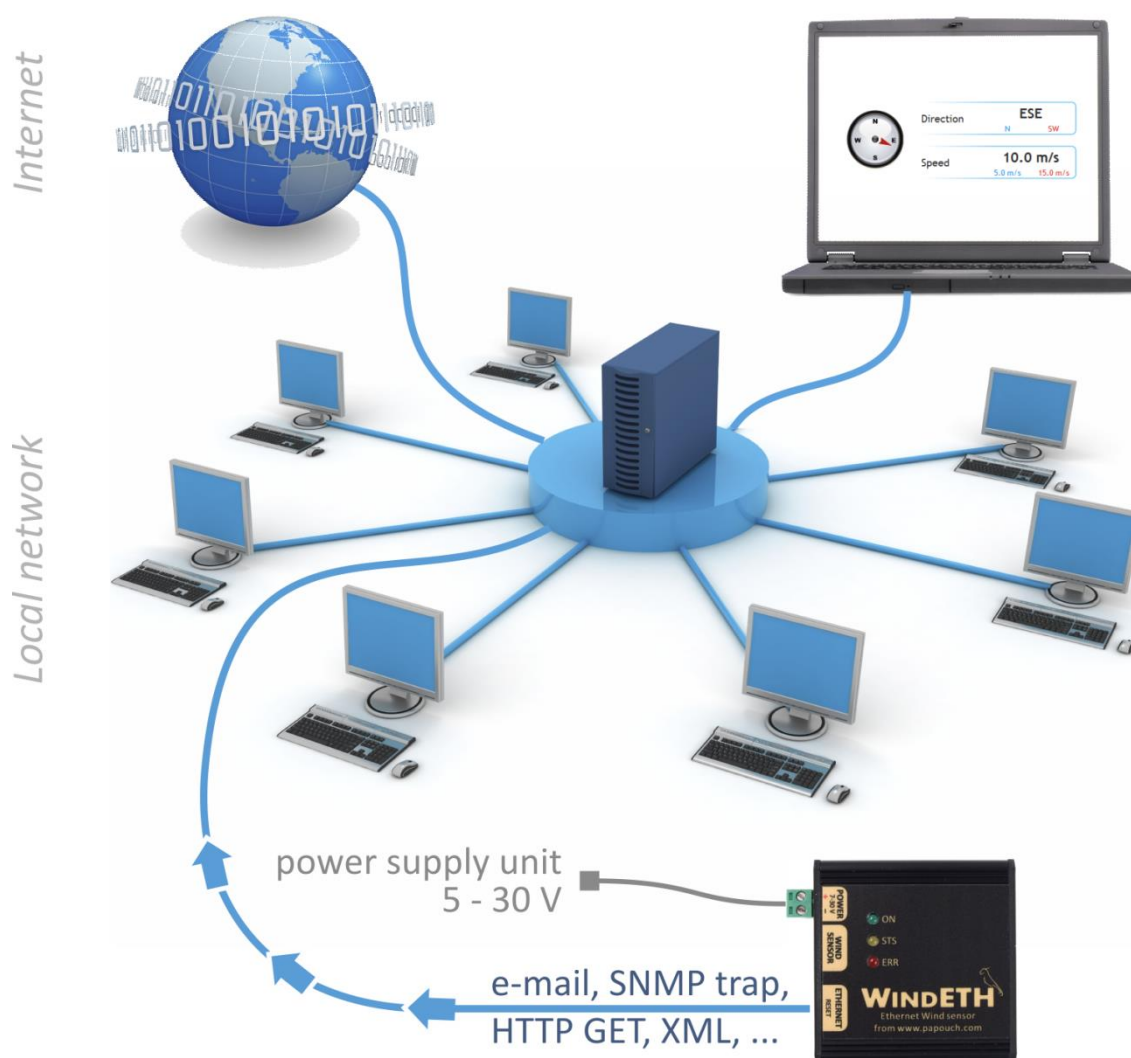 Internet
Local network
Direction
ESE
N
SW
Speed
10.0 m/s
5.0 m/s
15.0 m/s
N
W
E
S
power supply unit
5 - 30 V
e-mail, SNMP trap,
HTTP GET, XML, ...
POWER
7-30 V
+ -
WIND
SENSOR
ETHERNET
RESET
ON
STS
ERR
WINDETH
Ethernet Wind sensor
from www.papouch.com